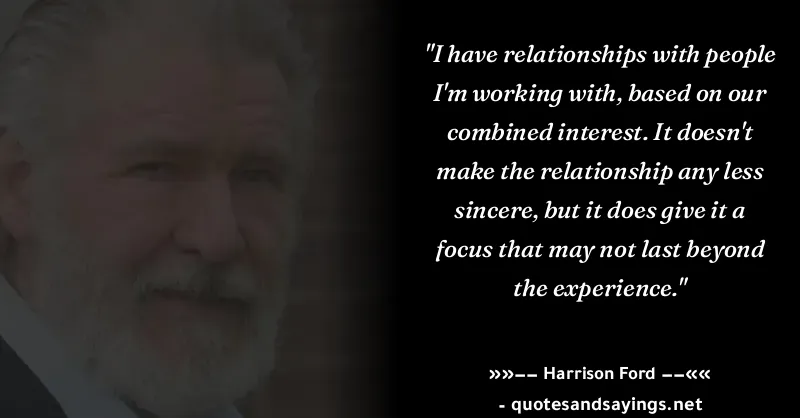 "I have relationships with people
I'm working with, based on our
combined interest. It doesn't
make the relationship any less
sincere, but it does give it a
focus that may not last beyond
the experience."
»»–– Harrison Ford ––««
- quotesandsayings.net